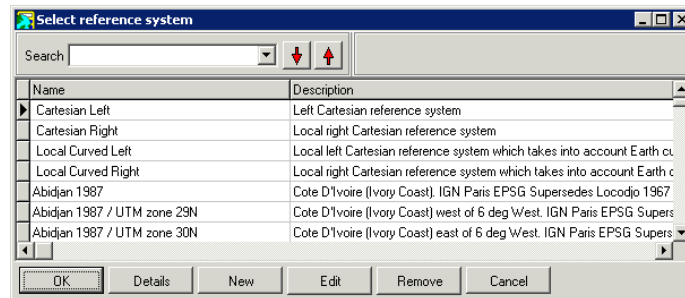 Select reference system
Search
Name Description
Cartesian Left Left Cartesian reference system
Cartesian Right Local right Cartesian reference system
Local Curved Left Local left Cartesian reference system which takes into account Earth cu
Local Curved Right Local right Cartesian reference system which takes into account Earth c
Abidjan 1987 Cote D'Ivoire (Ivory Coast). IGN Paris EPSG Supersedes Locodjo 1967
Abidjan 1987 / UTM zone 29N Cote D'Ivoire (Ivory Coast) west of 6 deg West. IGN Paris EPSG Supers
Abidjan 1987 / UTM zone 30N Cote D'Ivoire (Ivory Coast) east of 6 deg West. IGN Paris EPSG Supers
OK Details New Edit Remove Cancel